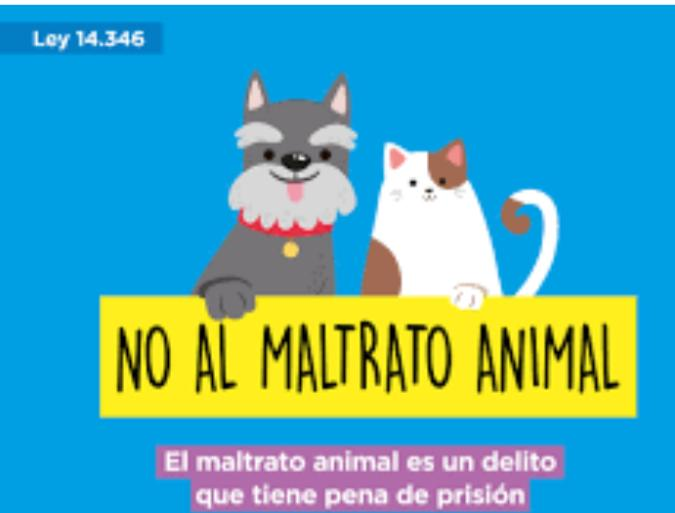 Ley 14.346
NO AL MALTRATO ANIMAL
El maltrato animal es un delito
que tiene pena de prisión